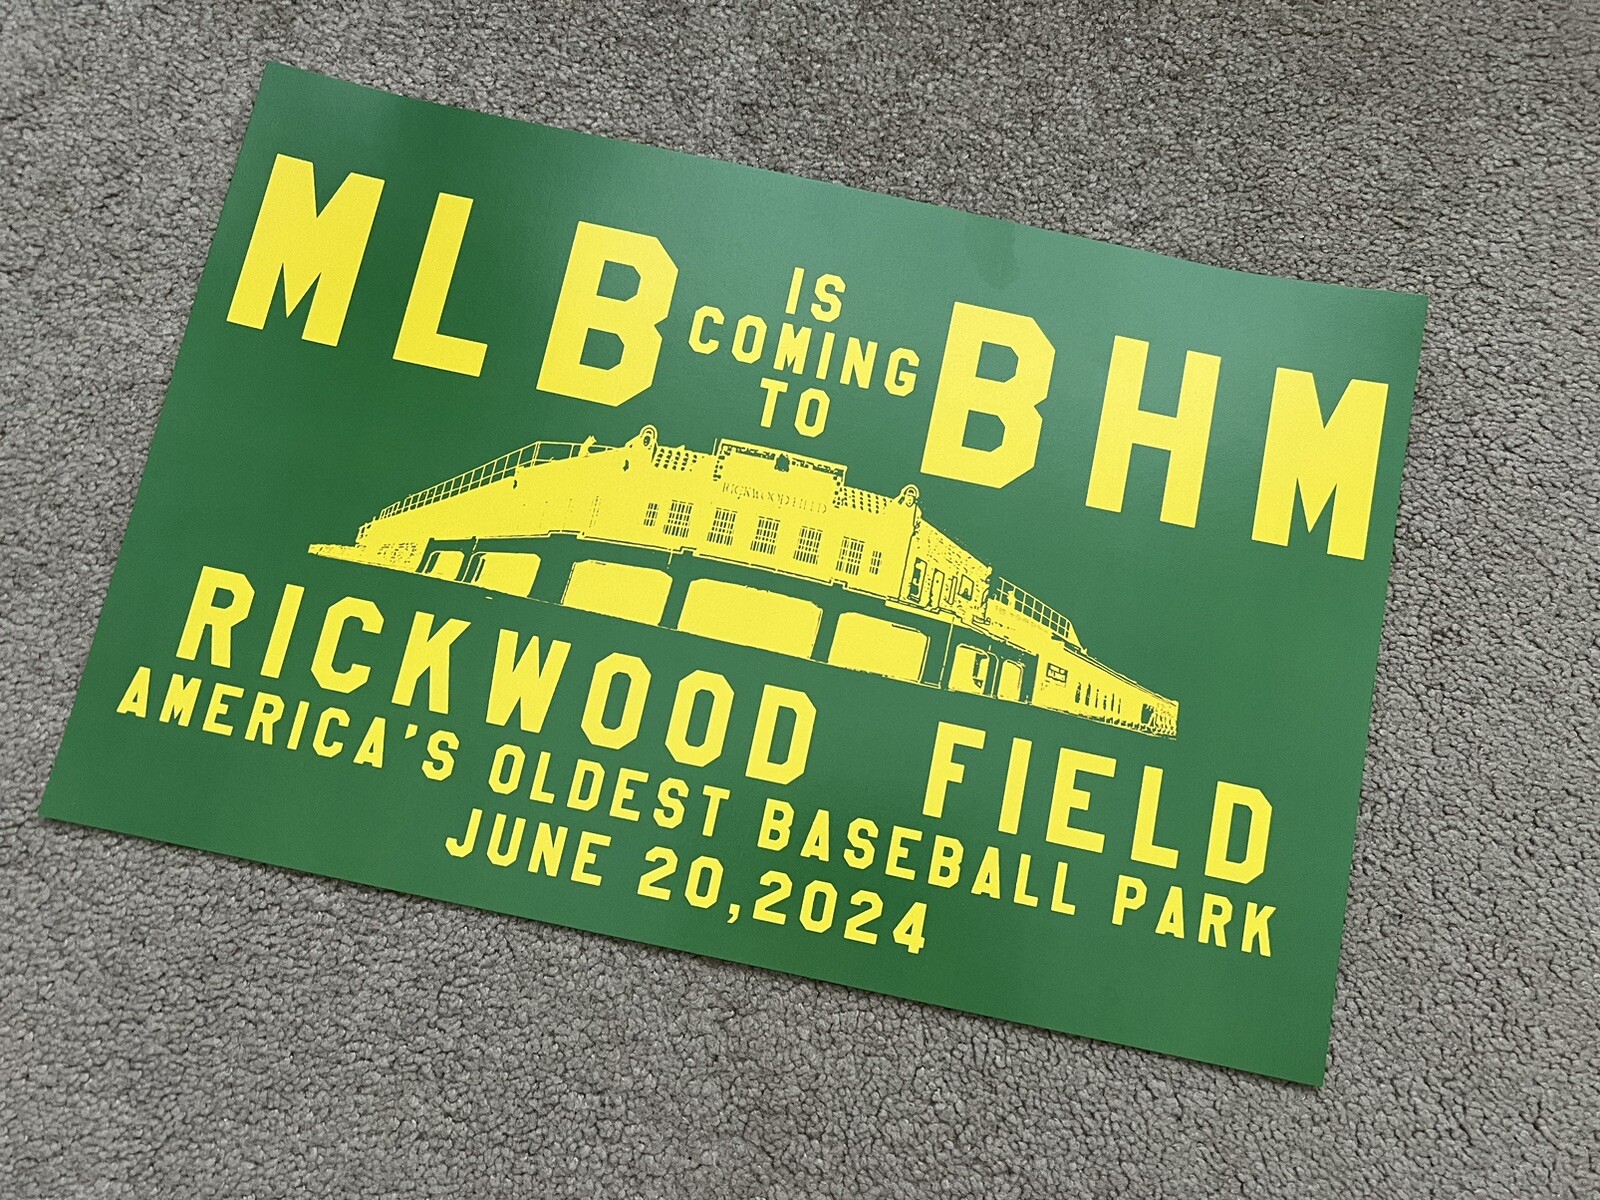 MLB IS COMING TO BHM
RICKWOOD FIELD
RICKWOOD FIELD
AMERICA'S OLDEST BASEBALL PARK
JUNE 20, 2024